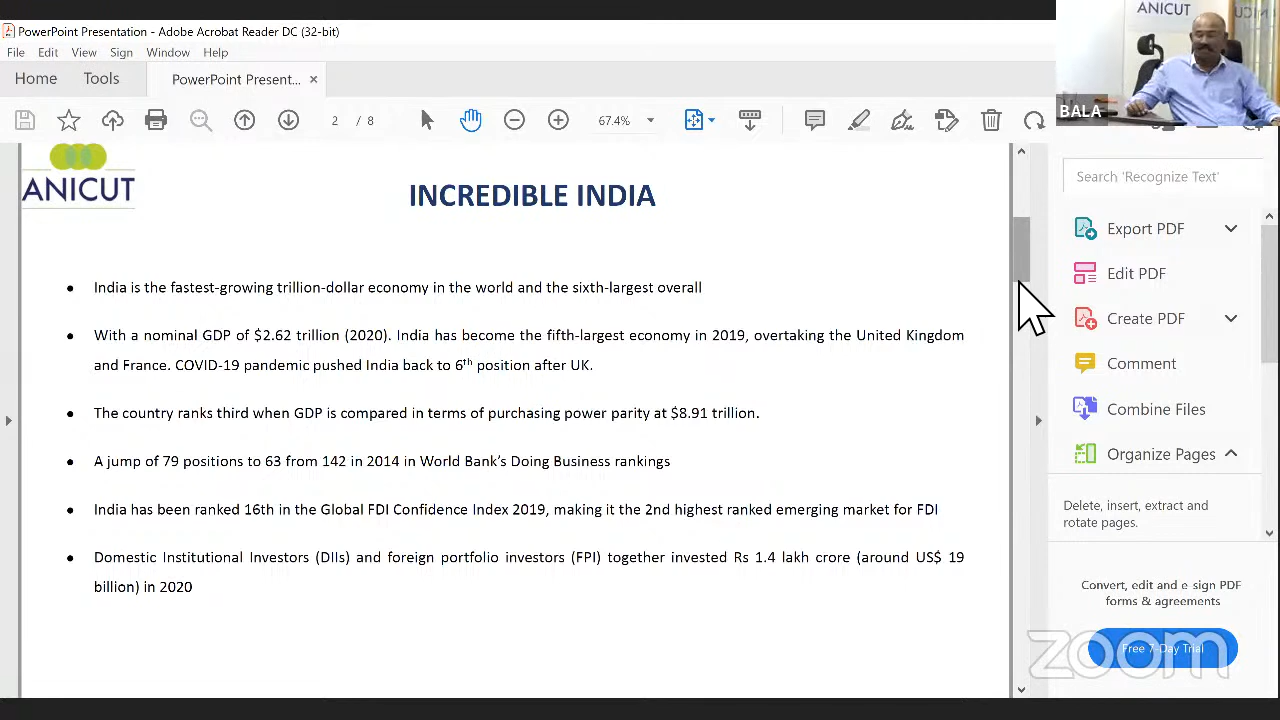 PowerPoint Presentation - Adobe Acrobat Reader DC (32-bit)
File Edit View Sign Window Help
Home Tools PowerPoint Present... ×
2 / 8 67.4%
ANICUT
BALA
ANICUT
INCREDIBLE INDIA
• India is the fastest-growing trillion-dollar economy in the world and the sixth-largest overall
• With a nominal GDP of $2.62 trillion (2020). India has become the fifth-largest economy in 2019, overtaking the United Kingdom
and France. COVID-19 pandemic pushed India back to 6th position after UK.
• The country ranks third when GDP is compared in terms of purchasing power parity at $8.91 trillion.
• A jump of 79 positions to 63 from 142 in 2014 in World Bank's Doing Business rankings
• India has been ranked 16th in the Global FDI Confidence Index 2019, making it the 2nd highest ranked emerging market for FDI
• Domestic Institutional Investors (DIIs) and foreign portfolio investors (FPI) together invested Rs 1.4 lakh crore (around US$ 19
billion) in 2020
Search 'Recognize Text'
Export PDF
Edit PDF
Create PDF
Comment
Combine Files
Organize Pages
Delete, insert, extract and
rotate pages.
Convert, edit and e-sign PDF
forms & agreements
Free 7-Day Trial
zoom